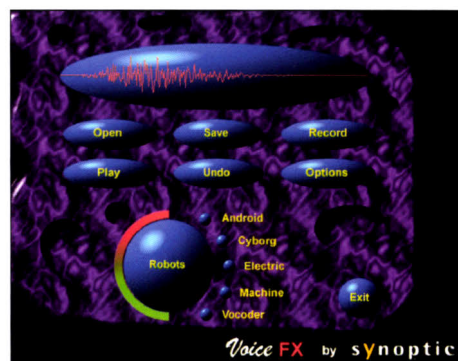 Open Save Record
Play Undo Options
Android
Cyborg
Robots Electric
Machine
Exit
Vocoder
Voice FX by synoptic